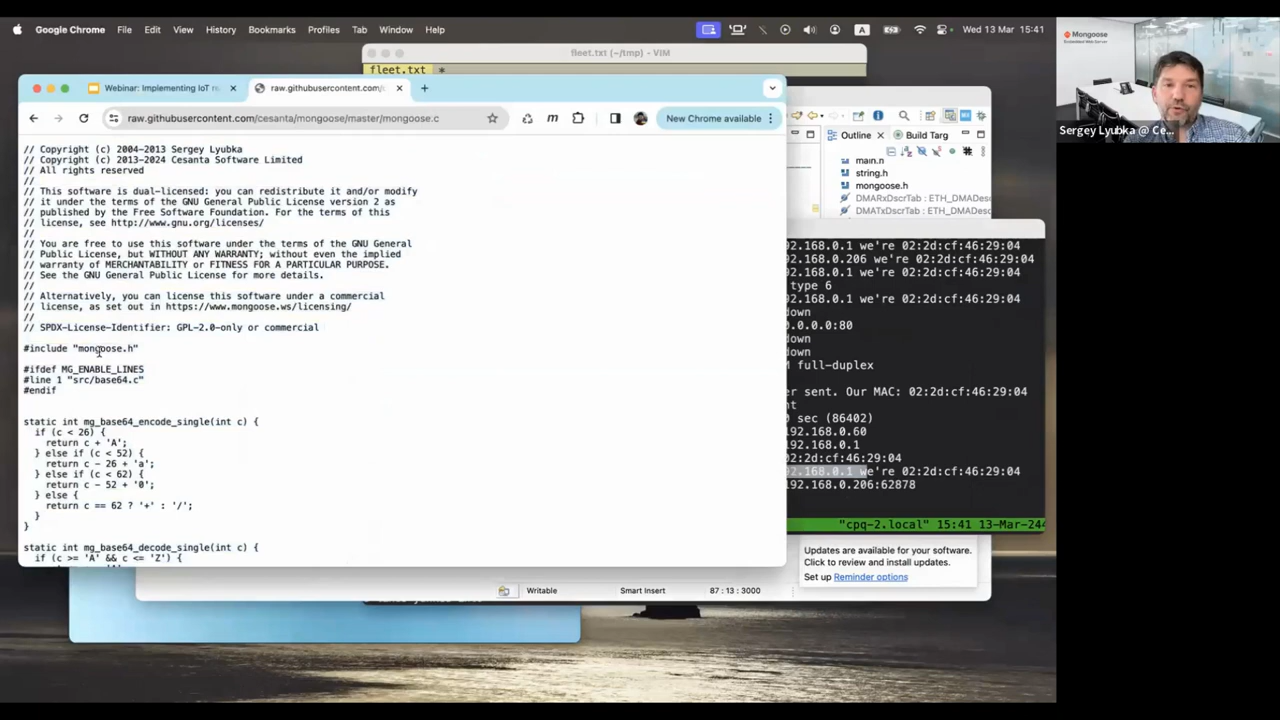 Google Chrome File Edit View History Bookmarks Profiles Tab Window Help
A Wed 13 Mar 15:41
fleet.txt (~/tmp) - VIM
fleet.txt *
Webinar: Implementing IoT
raw.githubusercontent.com/
raw.githubusercontent.com/cesanta/mongoose/master/mongoose.c
New Chrome available
// Copyright (c) 2004-2013 Sergey Lyubka
// Copyright (c) 2013-2024 Cesanta Software Limited
// All rights reserved
//
// This software is dual-licensed: you can redistribute it and/or modify
// it under the terms of the GNU General Public License version 2 as
// published by the Free Software Foundation. For the terms of this
// license, see http://www.gnu.org/licenses/
//
// You are free to use this software under the terms of the GNU General
// Public License, but WITHOUT ANY WARRANTY; without even the implied
// warranty of MERCHANTABILITY or FITNESS FOR A PARTICULAR PURPOSE.
// See the GNU General Public License for more details.
//
// Alternatively, you can license this software under a commercial
// license, as set out in https://www.mongoose.ws/licensing/
//
// SPDX-License-Identifier: GPL-2.0-only or commercial
#include "mongoose.h"
#ifdef MG_ENABLE_LINES
#line 1 "src/base64.c"
#endif
static int mg_base64_encode_single(int c) {
if (c < 26) {
return c + 'A';
} else if (c < 52) {
return c - 26 + 'a';
} else if (c < 62) {
return c - 52 + '0';
} else {
return c == 62 ? '+' : '/';
}
}
static int mg_base64_decode_single(int c) {
if (c >= 'A' && c <= 'Z') {
Outline
Build Targ
main.h
string.h
mongoose.h
DMARxDscrTab : ETH_DMADesc
DMATxDscrTab : ETH_DMADesc
92.168.0.1 we're 02:2d:cf:46:29:04
92.168.0.206 we're 02:2d:cf:46:29:04
92.168.0.1 we're 02:2d:cf:46:29:04
type 6
92.168.0.1 we're 02:2d:cf:46:29:04
down
0.0.0.0:80
down
down
M full-duplex
er sent. Our MAC: 02:2d:cf:46:29:04
nt
0 sec (86402)
192.168.0.60
192.168.0.1
02:2d:cf:46:29:04
92.168.0.1 we're 02:2d:cf:46:29:04
192.168.0.206:62878
"cpq-2.local" 15:41 13-Mar-244
Updates are available for your software.
Click to review and install updates.
Set up Reminder options
Writable
Smart Insert
87 : 13 : 3000
Mongoose
Embedded Web Server
Sergey Lyubka @ Ce...